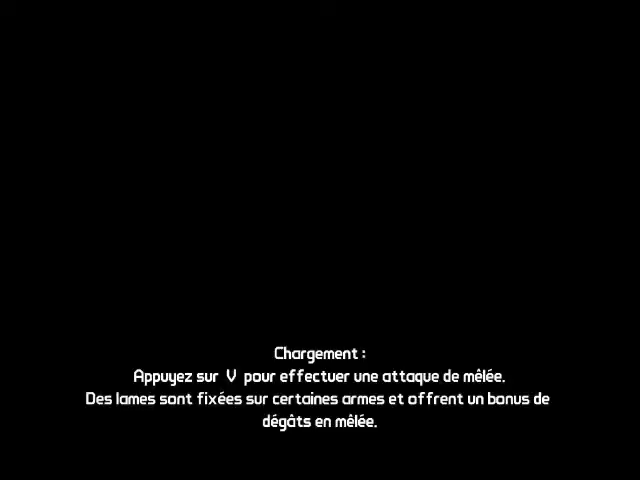 Chargement :
Appuyez sur V pour effectuer une attaque de mêlée.
Des lames sont fixées sur certaines armes et offrent un bonus de
dégâts en mêlée.